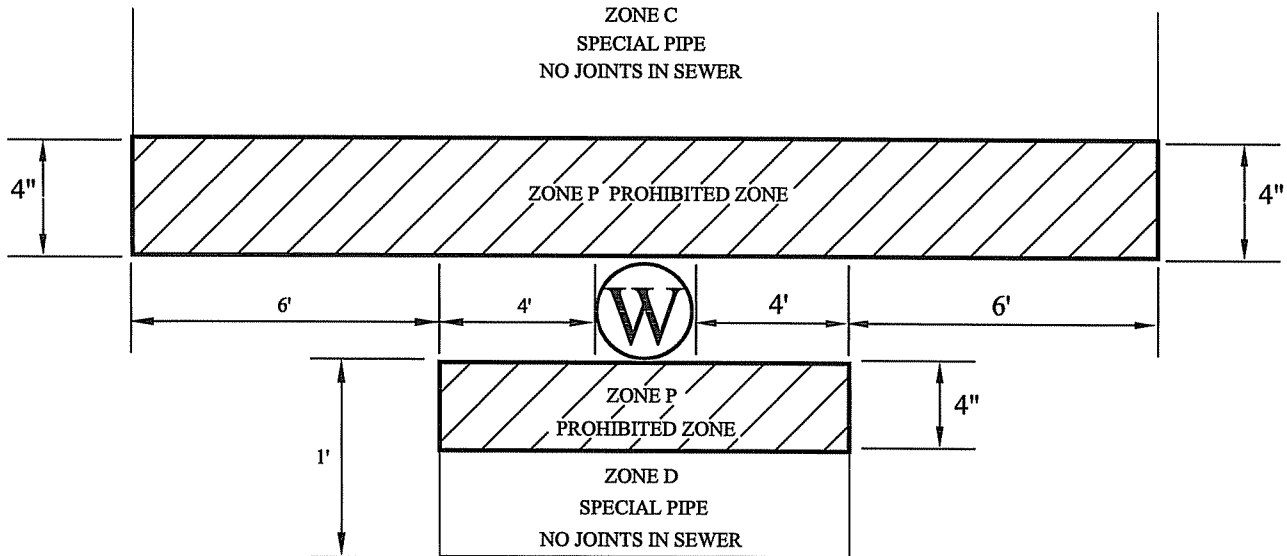 ZONE C
SPECIAL PIPE
NO JOINTS IN SEWER
4"
ZONE P PROHIBITED ZONE
4"
6'
4'
W
4'
6'
ZONE P
4"
PROHIBITED ZONE
1'
ZONE D
SPECIAL PIPE
NO JOINTS IN SEWER